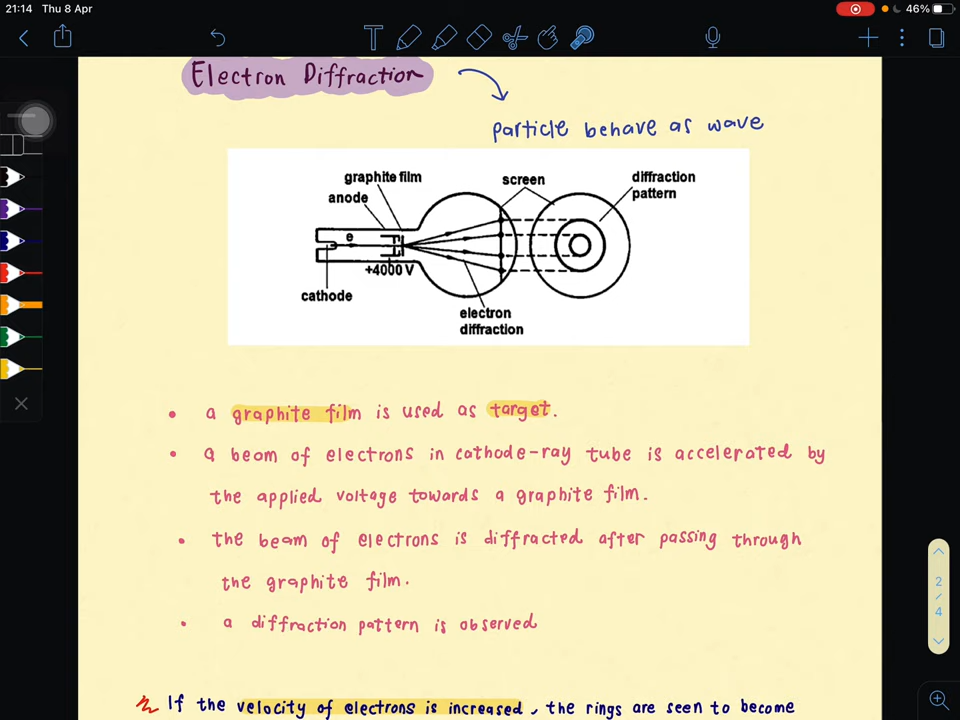 21:14 Thu 8 Apr
46%
Electron Diffraction
particle behave as wave
graphite film
screen
diffraction
pattern
anode
e
+4000 V
cathode
electron
diffraction
• a graphite film is used as target.
• a beam of electrons in cathode-ray tube is accelerated by
the applied voltage towards a graphite film.
• the beam of electrons is diffracted after passing through
the graphite film.
• a diffraction pattern is observed
If the velocity of electrons is increased, the rings are seen to become
2
/
4